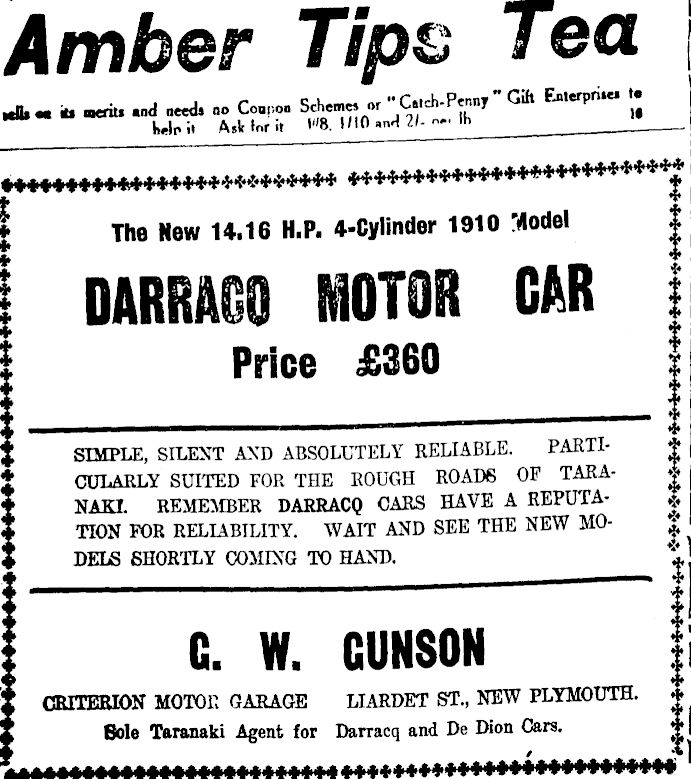 Amber Tips Tea
sells on its merits and needs no Coupon Schemes or "Catch-Penny" Gift Enterprises to
help it Ask for it 1/8, 1/10 and 2/- per lb 10
The New 14.16 H.P. 4-Cylinder 1910 Model
DARRACQ MOTOR CAR
Price £360
SIMPLE, SILENT AND ABSOLUTELY RELIABLE. PARTI-
CULARLY SUITED FOR THE ROUGH ROADS OF TARA-
NAKI. REMEMBER DARRACQ CARS HAVE A REPUTA-
TION FOR RELIABILITY. WAIT AND SEE THE NEW MO-
DELS SHORTLY COMING TO HAND.
G. W. GUNSON
CRITERION MOTOR GARAGE LIARDET ST., NEW PLYMOUTH.
Sole Taranaki Agent for Darracq and De Dion Cars.